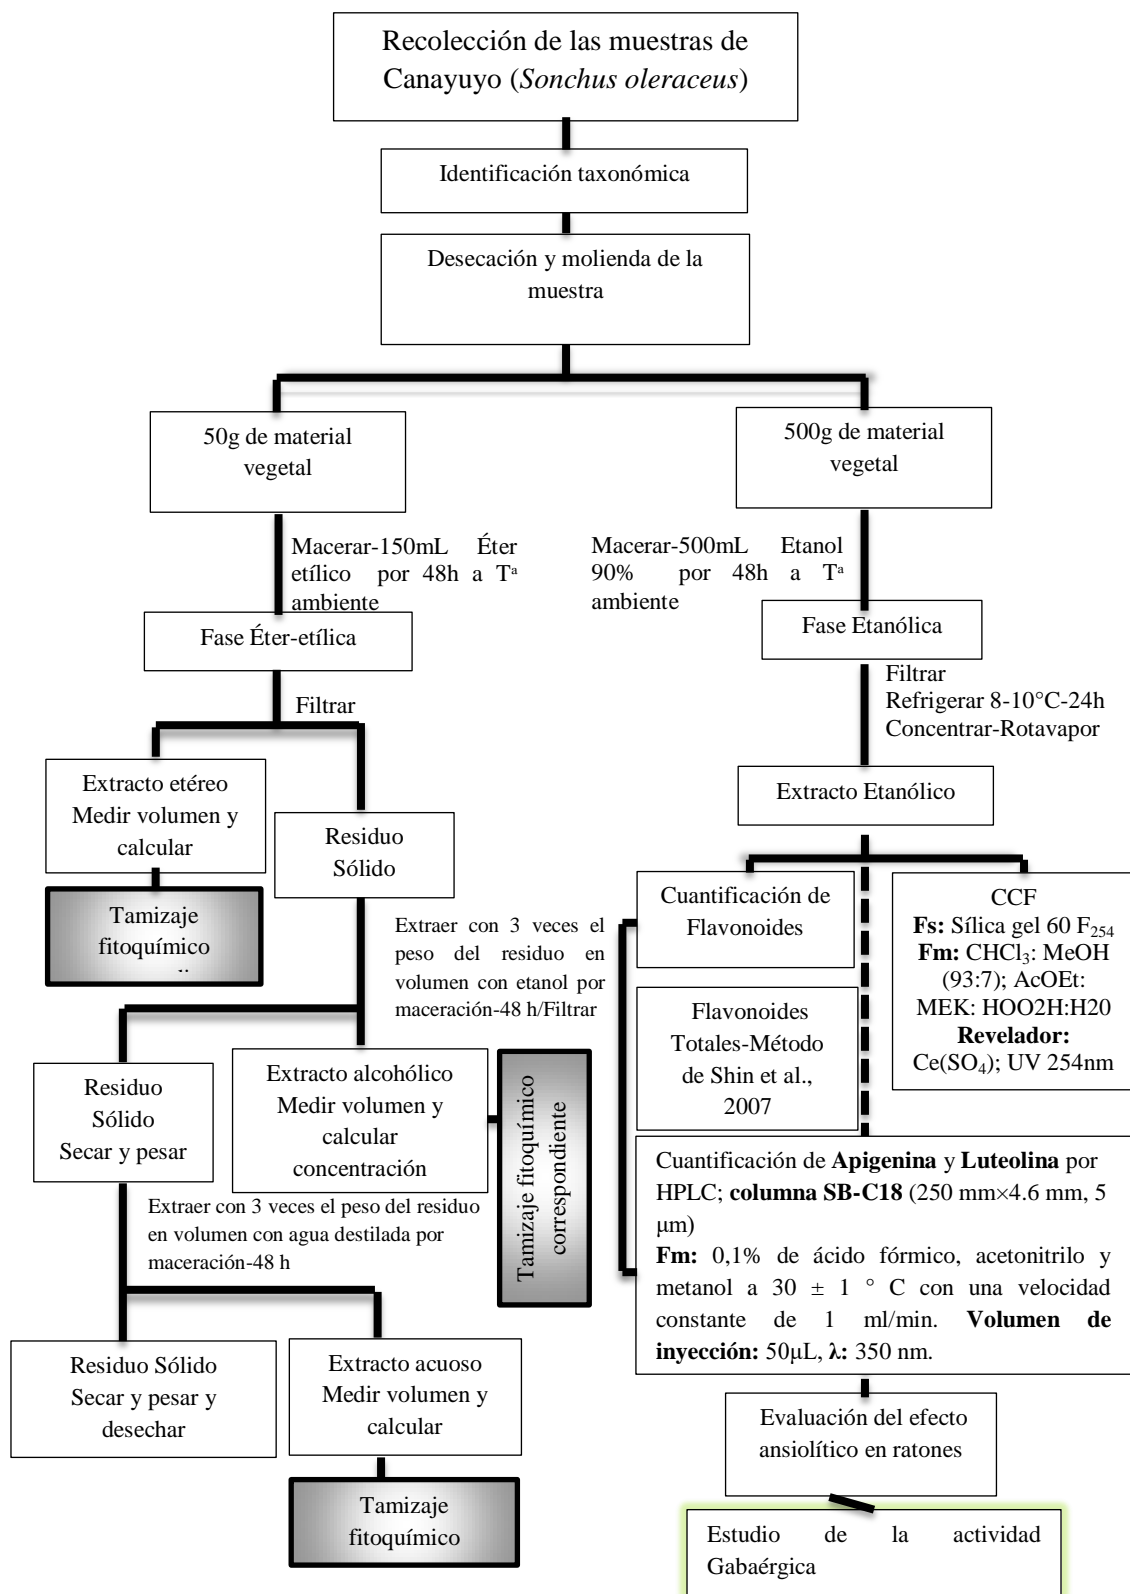 Recolección de las muestras de
Canayuyo (Sonchus oleraceus)
Identificación taxonómica
Desecación y molienda de la
muestra
50g de material
vegetal
500g de material
vegetal
Macerar-150mL Éter
etílico por 48h a Tª
ambiente
Macerar-500mL Etanol
90% por 48h a Tª
ambiente
Fase Éter-etílica
Fase Etanólica
Filtrar
Filtrar
Refrigerar 8-10°C-24h
Concentrar-Rotavapor
Extracto etéreo
Medir volumen y
calcular
Residuo
Sólido
Extracto Etanólico
Tamizaje
fitoquímico
Extraer con 3 veces el
peso del residuo en
volumen con etanol por
maceración-48 h/Filtrar
Cuantificación de
Flavonoides
CCF
Fs: Sílica gel 60 F₂₅₄
Fm: CHCl₃: MeOH
(93:7); AcOEt:
MEK: HOO2H:H20
Revelador:
Ce(SO₄); UV 254nm
Flavonoides
Totales-Método
de Shin et al.,
2007
Residuo
Sólido
Secar y pesar
Extracto alcohólico
Medir volumen y
calcular
concentración
Tamizaje fitoquímico
correspondiente
Extraer con 3 veces el peso del residuo
en volumen con agua destilada por
maceración-48 h
Cuantificación de Apigenina y Luteolina por
HPLC; columna SB-C18 (250 mm×4.6 mm, 5
μm)
Fm: 0,1% de ácido fórmico, acetonitrilo y
metanol a 30 ± 1 ° C con una velocidad
constante de 1 ml/min. Volumen de
inyección: 50μL, λ: 350 nm.
Residuo Sólido
Secar y pesar y
desechar
Extracto acuoso
Medir volumen y
calcular
Tamizaje
fitoquímico
Evaluación del efecto
ansiolítico en ratones
Estudio de la actividad
Gabaérgica